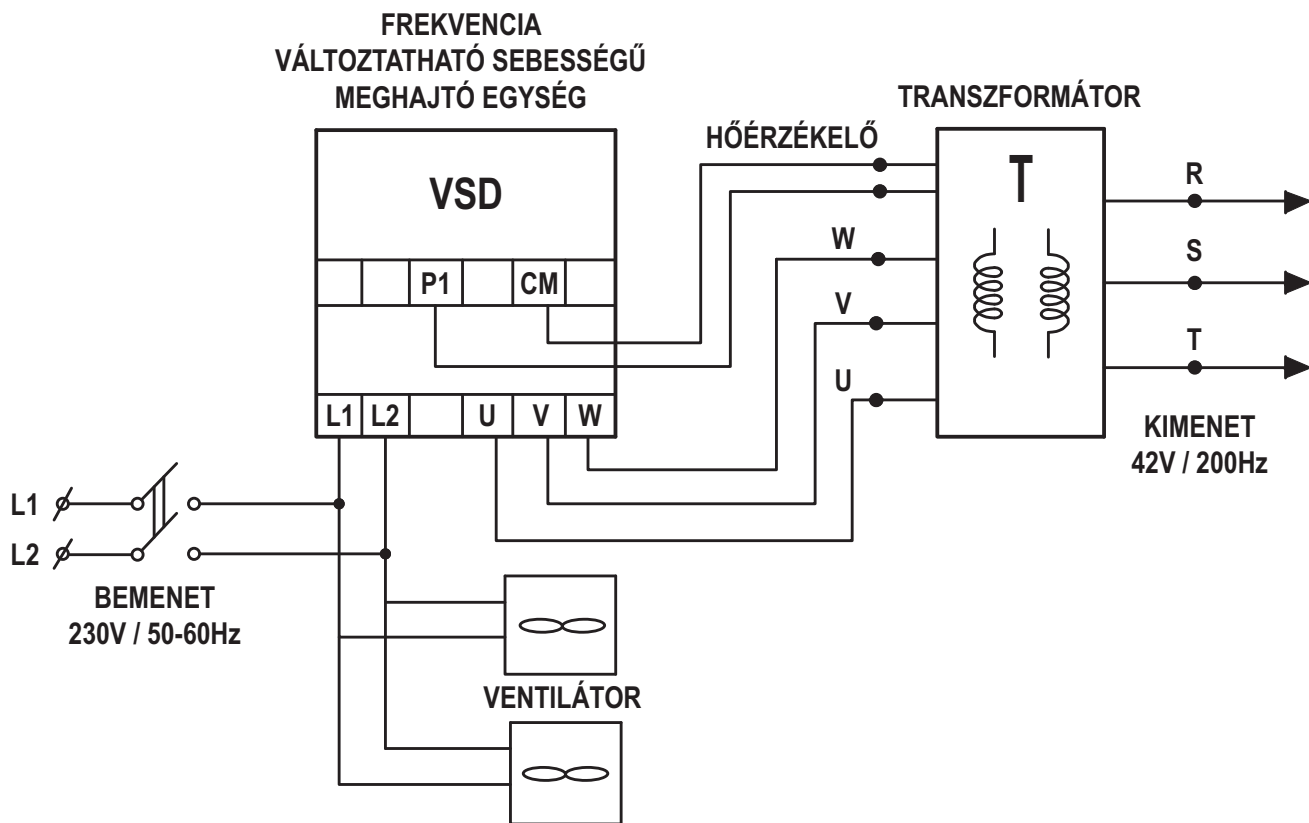 FREKVENCIA
VÁLTOZTATHATÓ SEBESSÉGŰ
MEGHAJTÓ EGYSÉG
TRANSZFORMÁTOR
HŐÉRZÉKELŐ
VSD
T
R
W
S
P1 CM
V
T
U
L1 L2 U V W
KIMENET
42V / 200Hz
L1
L2
BEMENET
230V / 50-60Hz
VENTILÁTOR